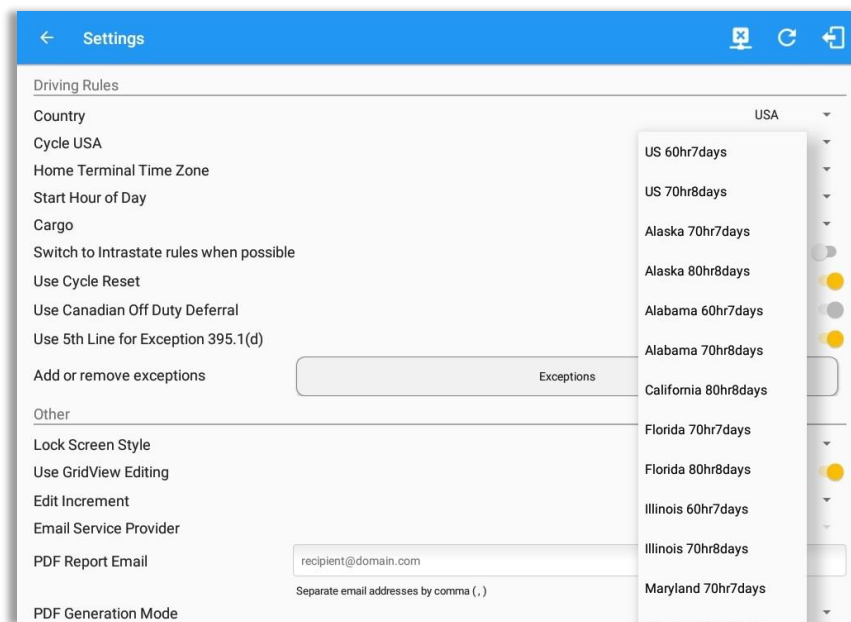 Settings
Driving Rules
Country USA
Cycle USA
Home Terminal Time Zone
Start Hour of Day
Cargo
Switch to Intrastate rules when possible
Use Cycle Reset
Use Canadian Off Duty Deferral
Use 5th Line for Exception 395.1(d)
Add or remove exceptions Exceptions
Other
Lock Screen Style
Use GridView Editing
Edit Increment
Email Service Provider
PDF Report Email recipient@domain.com
Separate email addresses by comma ( , )
PDF Generation Mode
US 60hr7days
US 70hr8days
Alaska 70hr7days
Alaska 80hr8days
Alabama 60hr7days
Alabama 70hr8days
California 80hr8days
Florida 70hr7days
Florida 80hr8days
Illinois 60hr7days
Illinois 70hr8days
Maryland 70hr7days